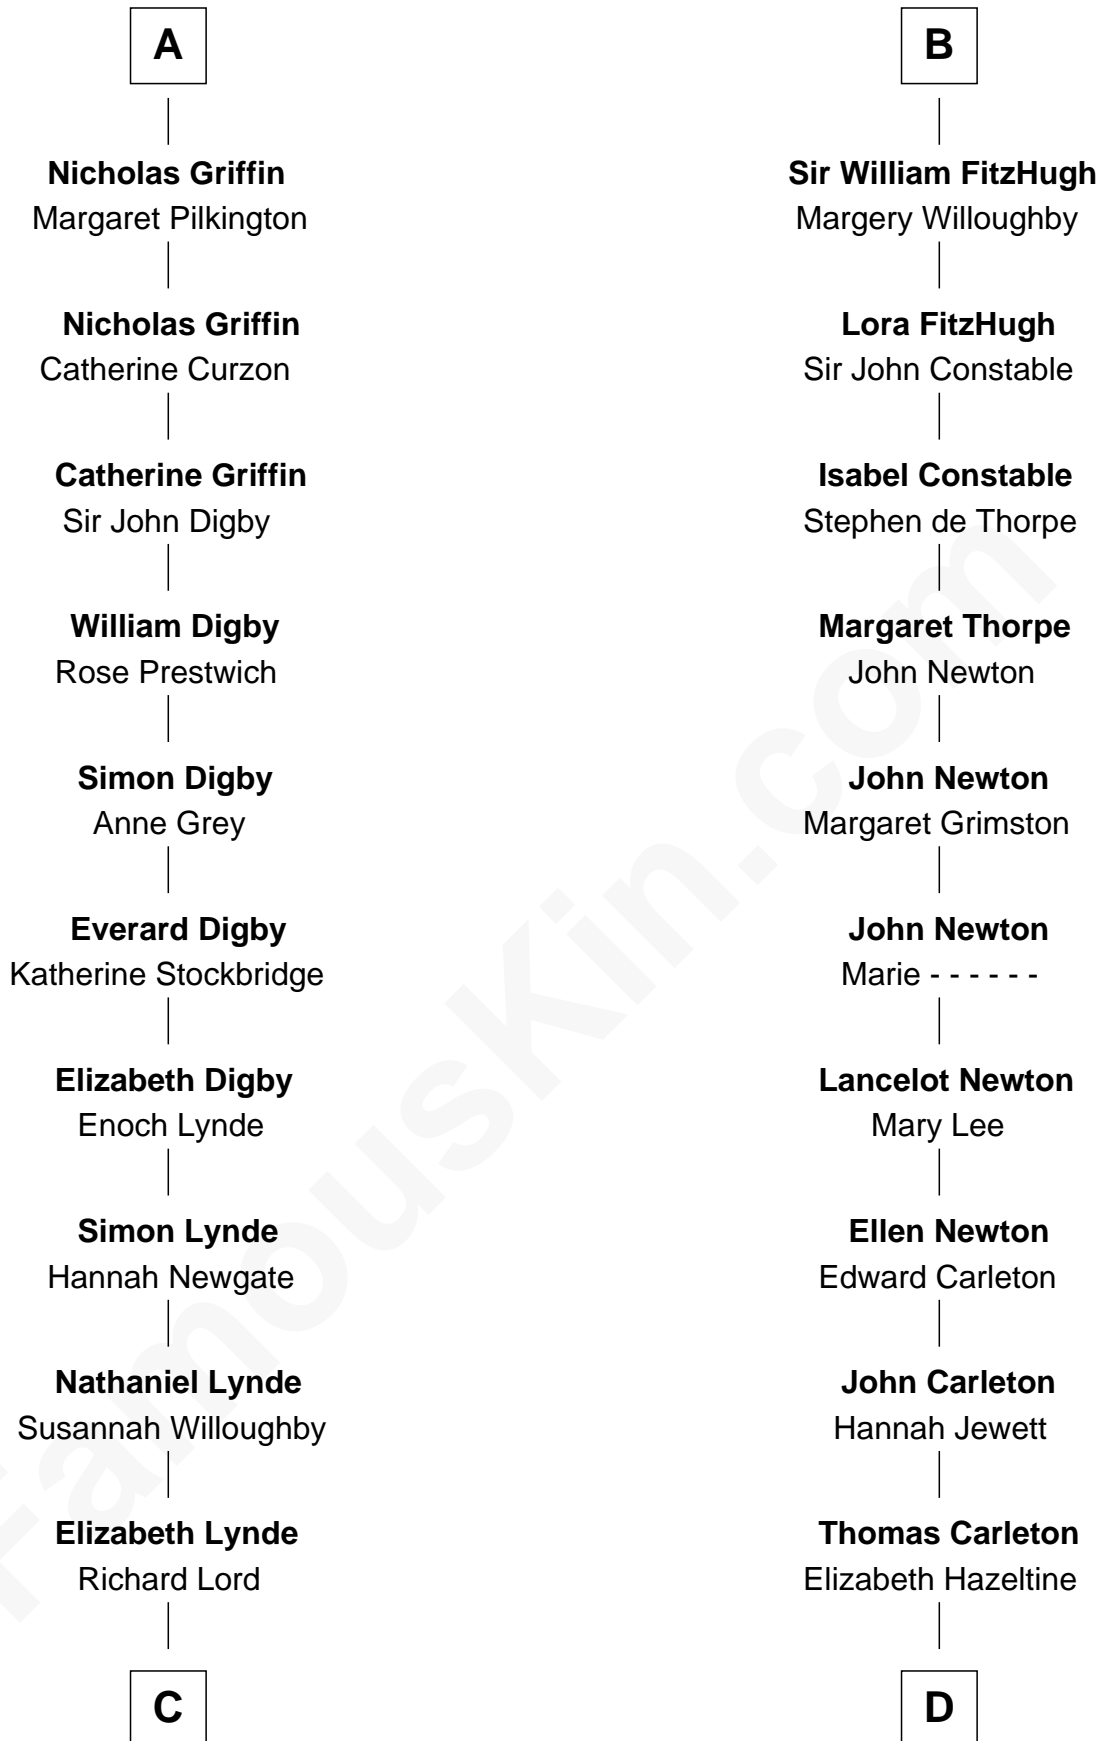 A
Nicholas Griffin
Margaret Pilkington
Nicholas Griffin
Catherine Curzon
Catherine Griffin
Sir John Digby
William Digby
Rose Prestwich
Simon Digby
Anne Grey
Everard Digby
Katherine Stockbridge
Elizabeth Digby
Enoch Lynde
Simon Lynde
Hannah Newgate
Nathaniel Lynde
Susannah Willoughby
Elizabeth Lynde
Richard Lord
C
B
Sir William FitzHugh
Margery Willoughby
Lora FitzHugh
Sir John Constable
Isabel Constable
Stephen de Thorpe
Margaret Thorpe
John Newton
John Newton
Margaret Grimston
John Newton
Marie - - - - - -
Lancelot Newton
Mary Lee
Ellen Newton
Edward Carleton
John Carleton
Hannah Jewett
Thomas Carleton
Elizabeth Hazeltine
D
FamousKin.com